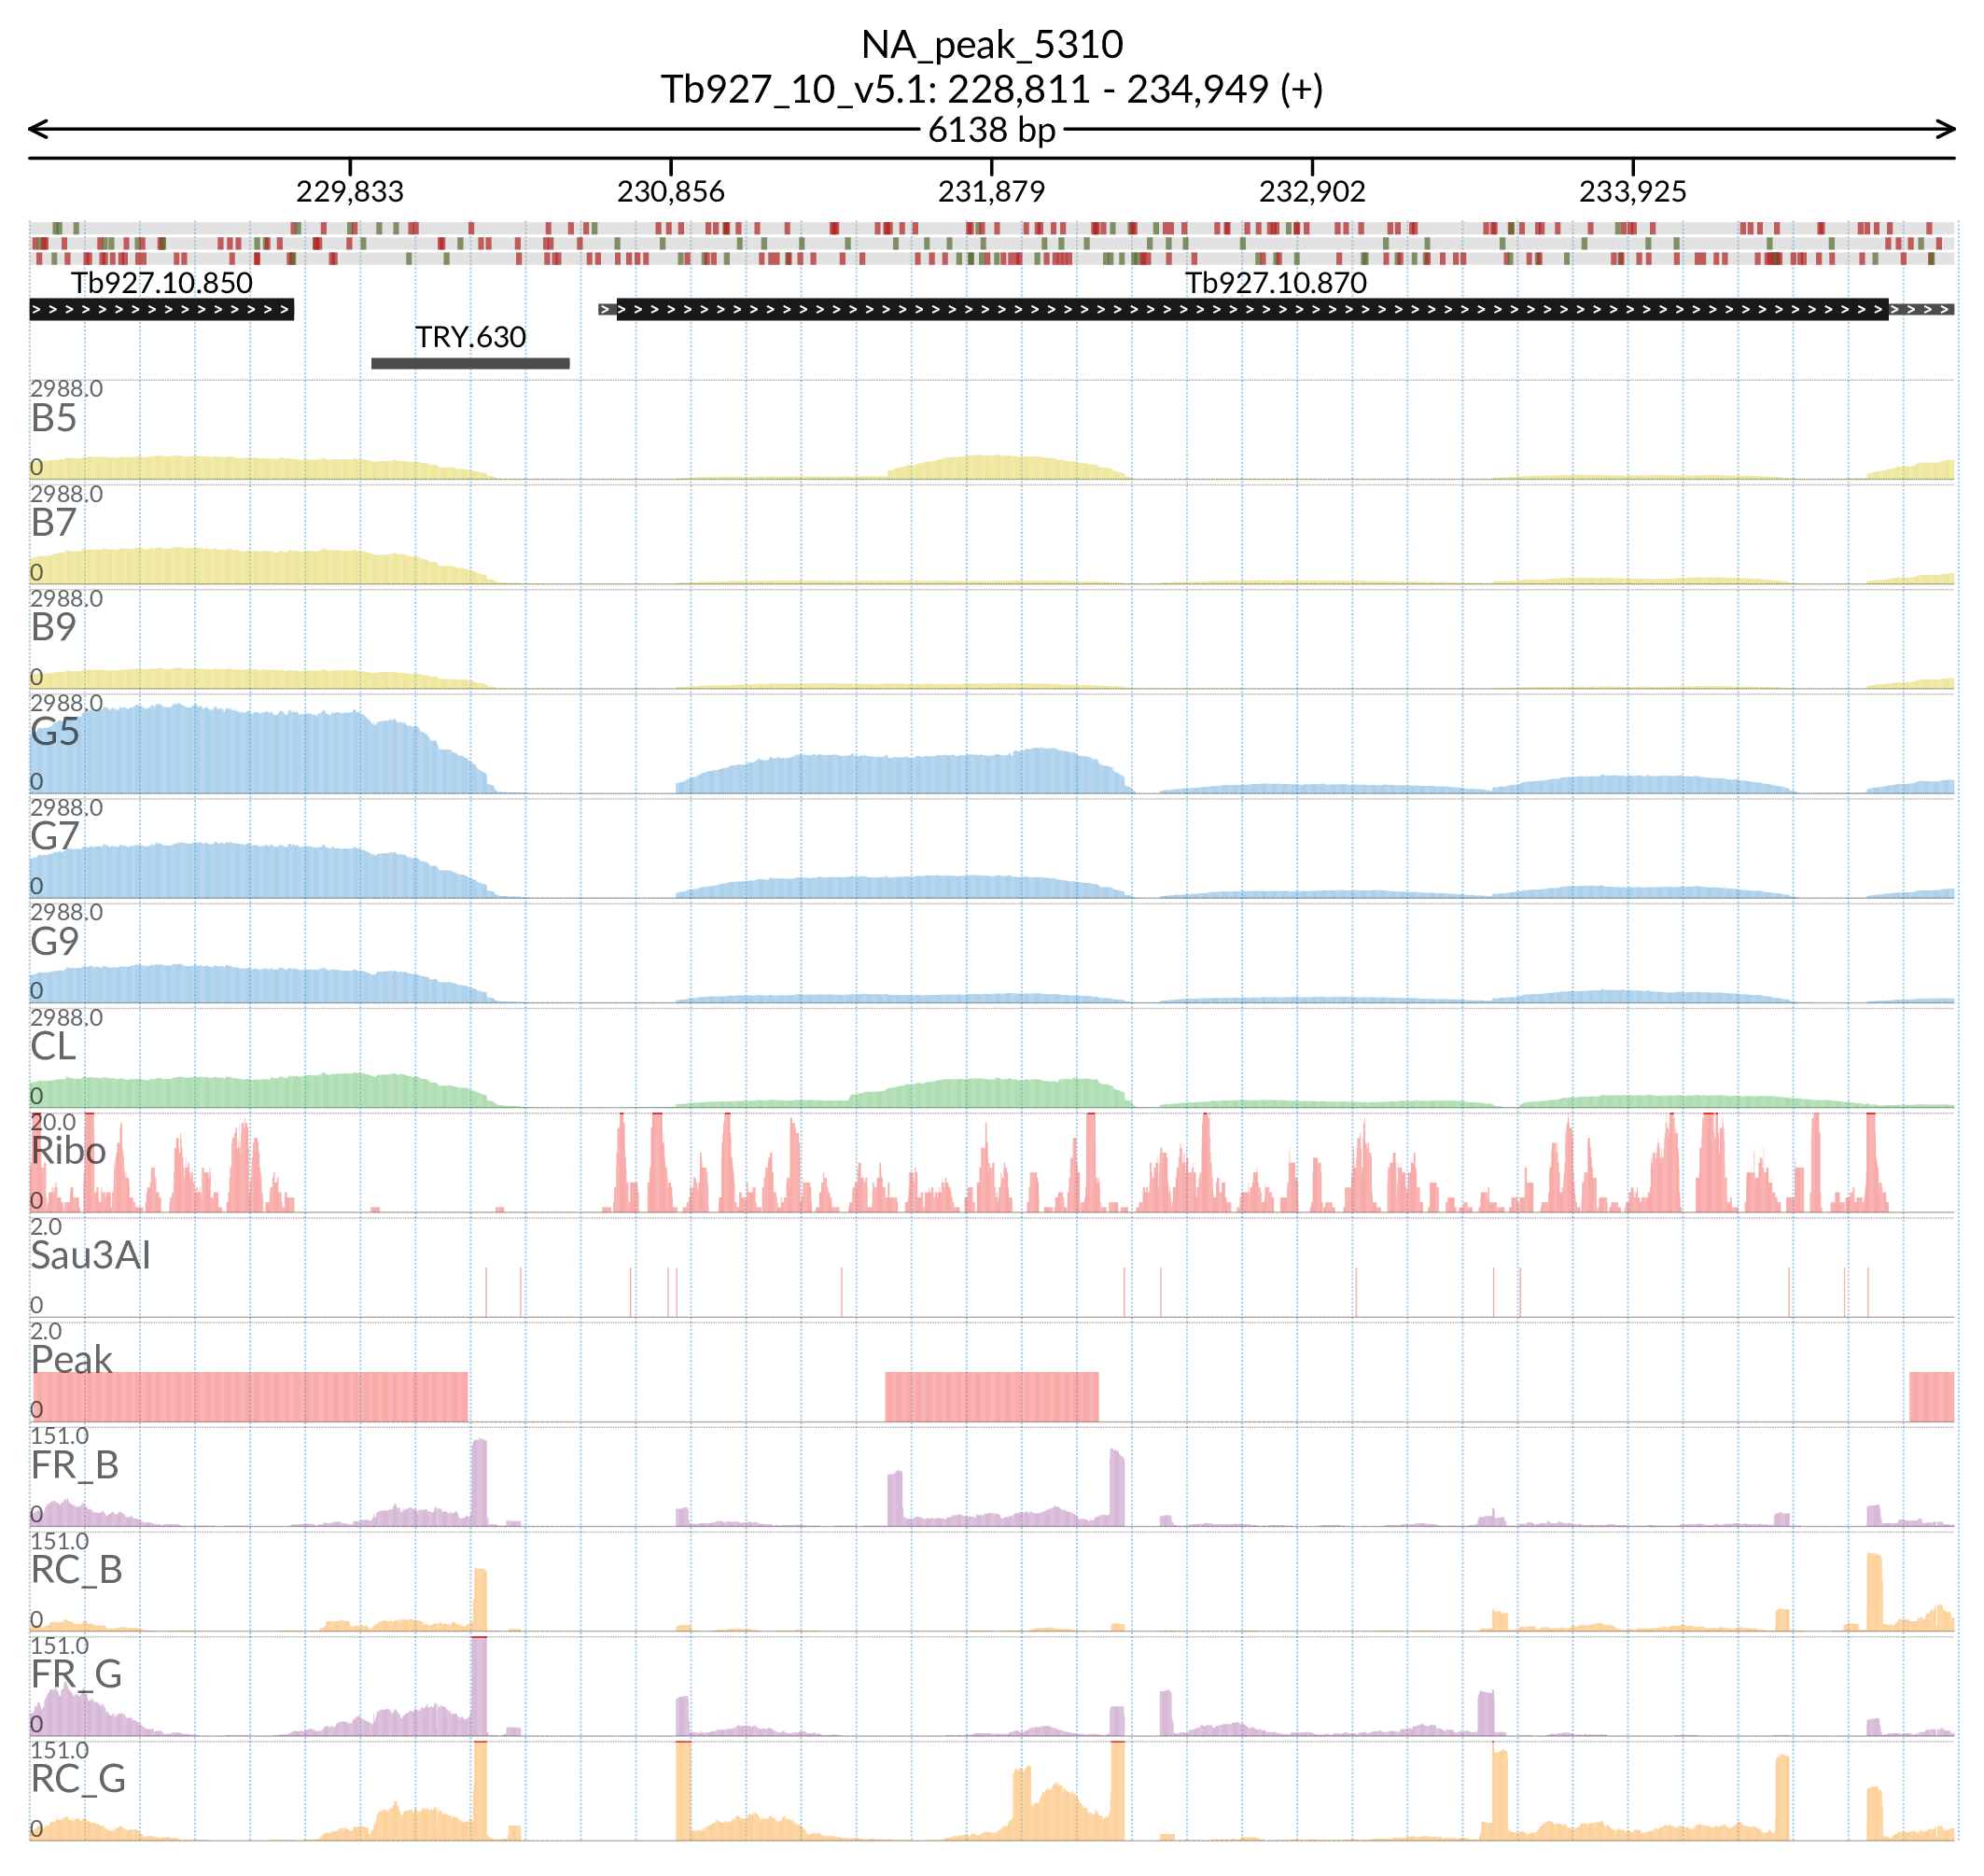 NA_peak_5310
Tb927_10_v5.1: 228,811 - 234,949 (+)
6138 bp
229,833 230,856 231,879 232,902 233,925
Tb927.10.850 Tb927.10.870
TRY.630
2988.0
B5
0
2988.0
B7
0
2988.0
B9
0
2988.0
G5
0
2988.0
G7
0
2988.0
G9
0
2988.0
CL
0
20.0
Ribo
0
2.0
Sau3AI
0
2.0
Peak
0
151.0
FR_B
0
151.0
RC_B
0
151.0
FR_G
0
151.0
RC_G
0